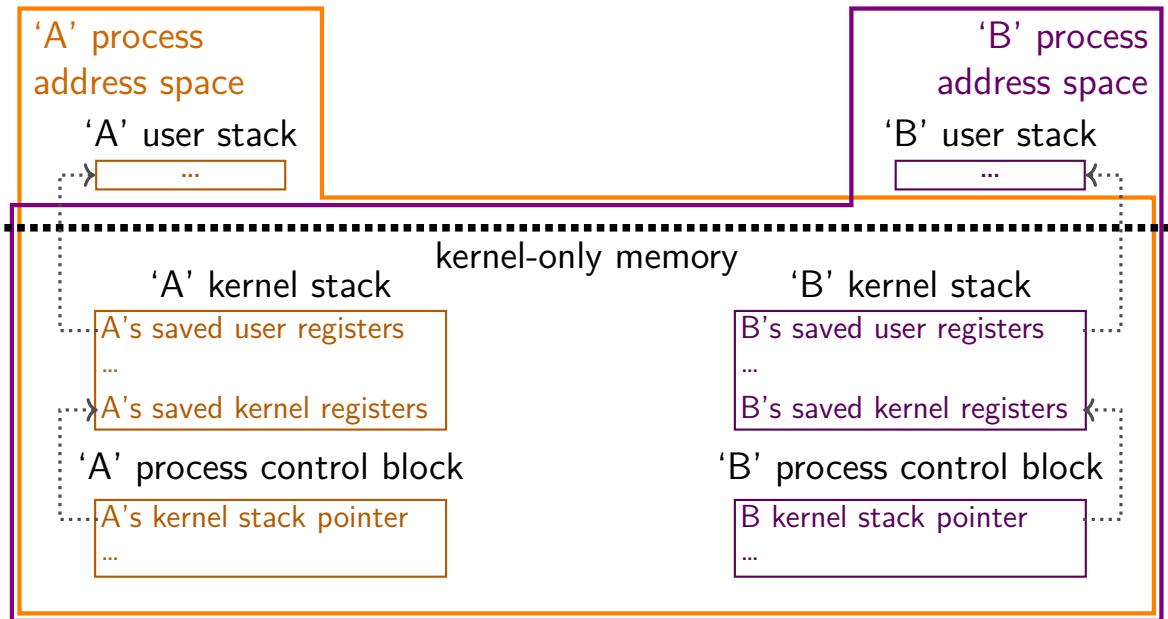 ‘A’ process
address space
‘A’ user stack
...
‘B’ process
address space
‘B’ user stack
...
kernel-only memory
‘A’ kernel stack
A's saved user registers
...
A's saved kernel registers
‘A’ process control block
A's kernel stack pointer
...
‘B’ kernel stack
B's saved user registers
...
B's saved kernel registers
‘B’ process control block
B kernel stack pointer
...